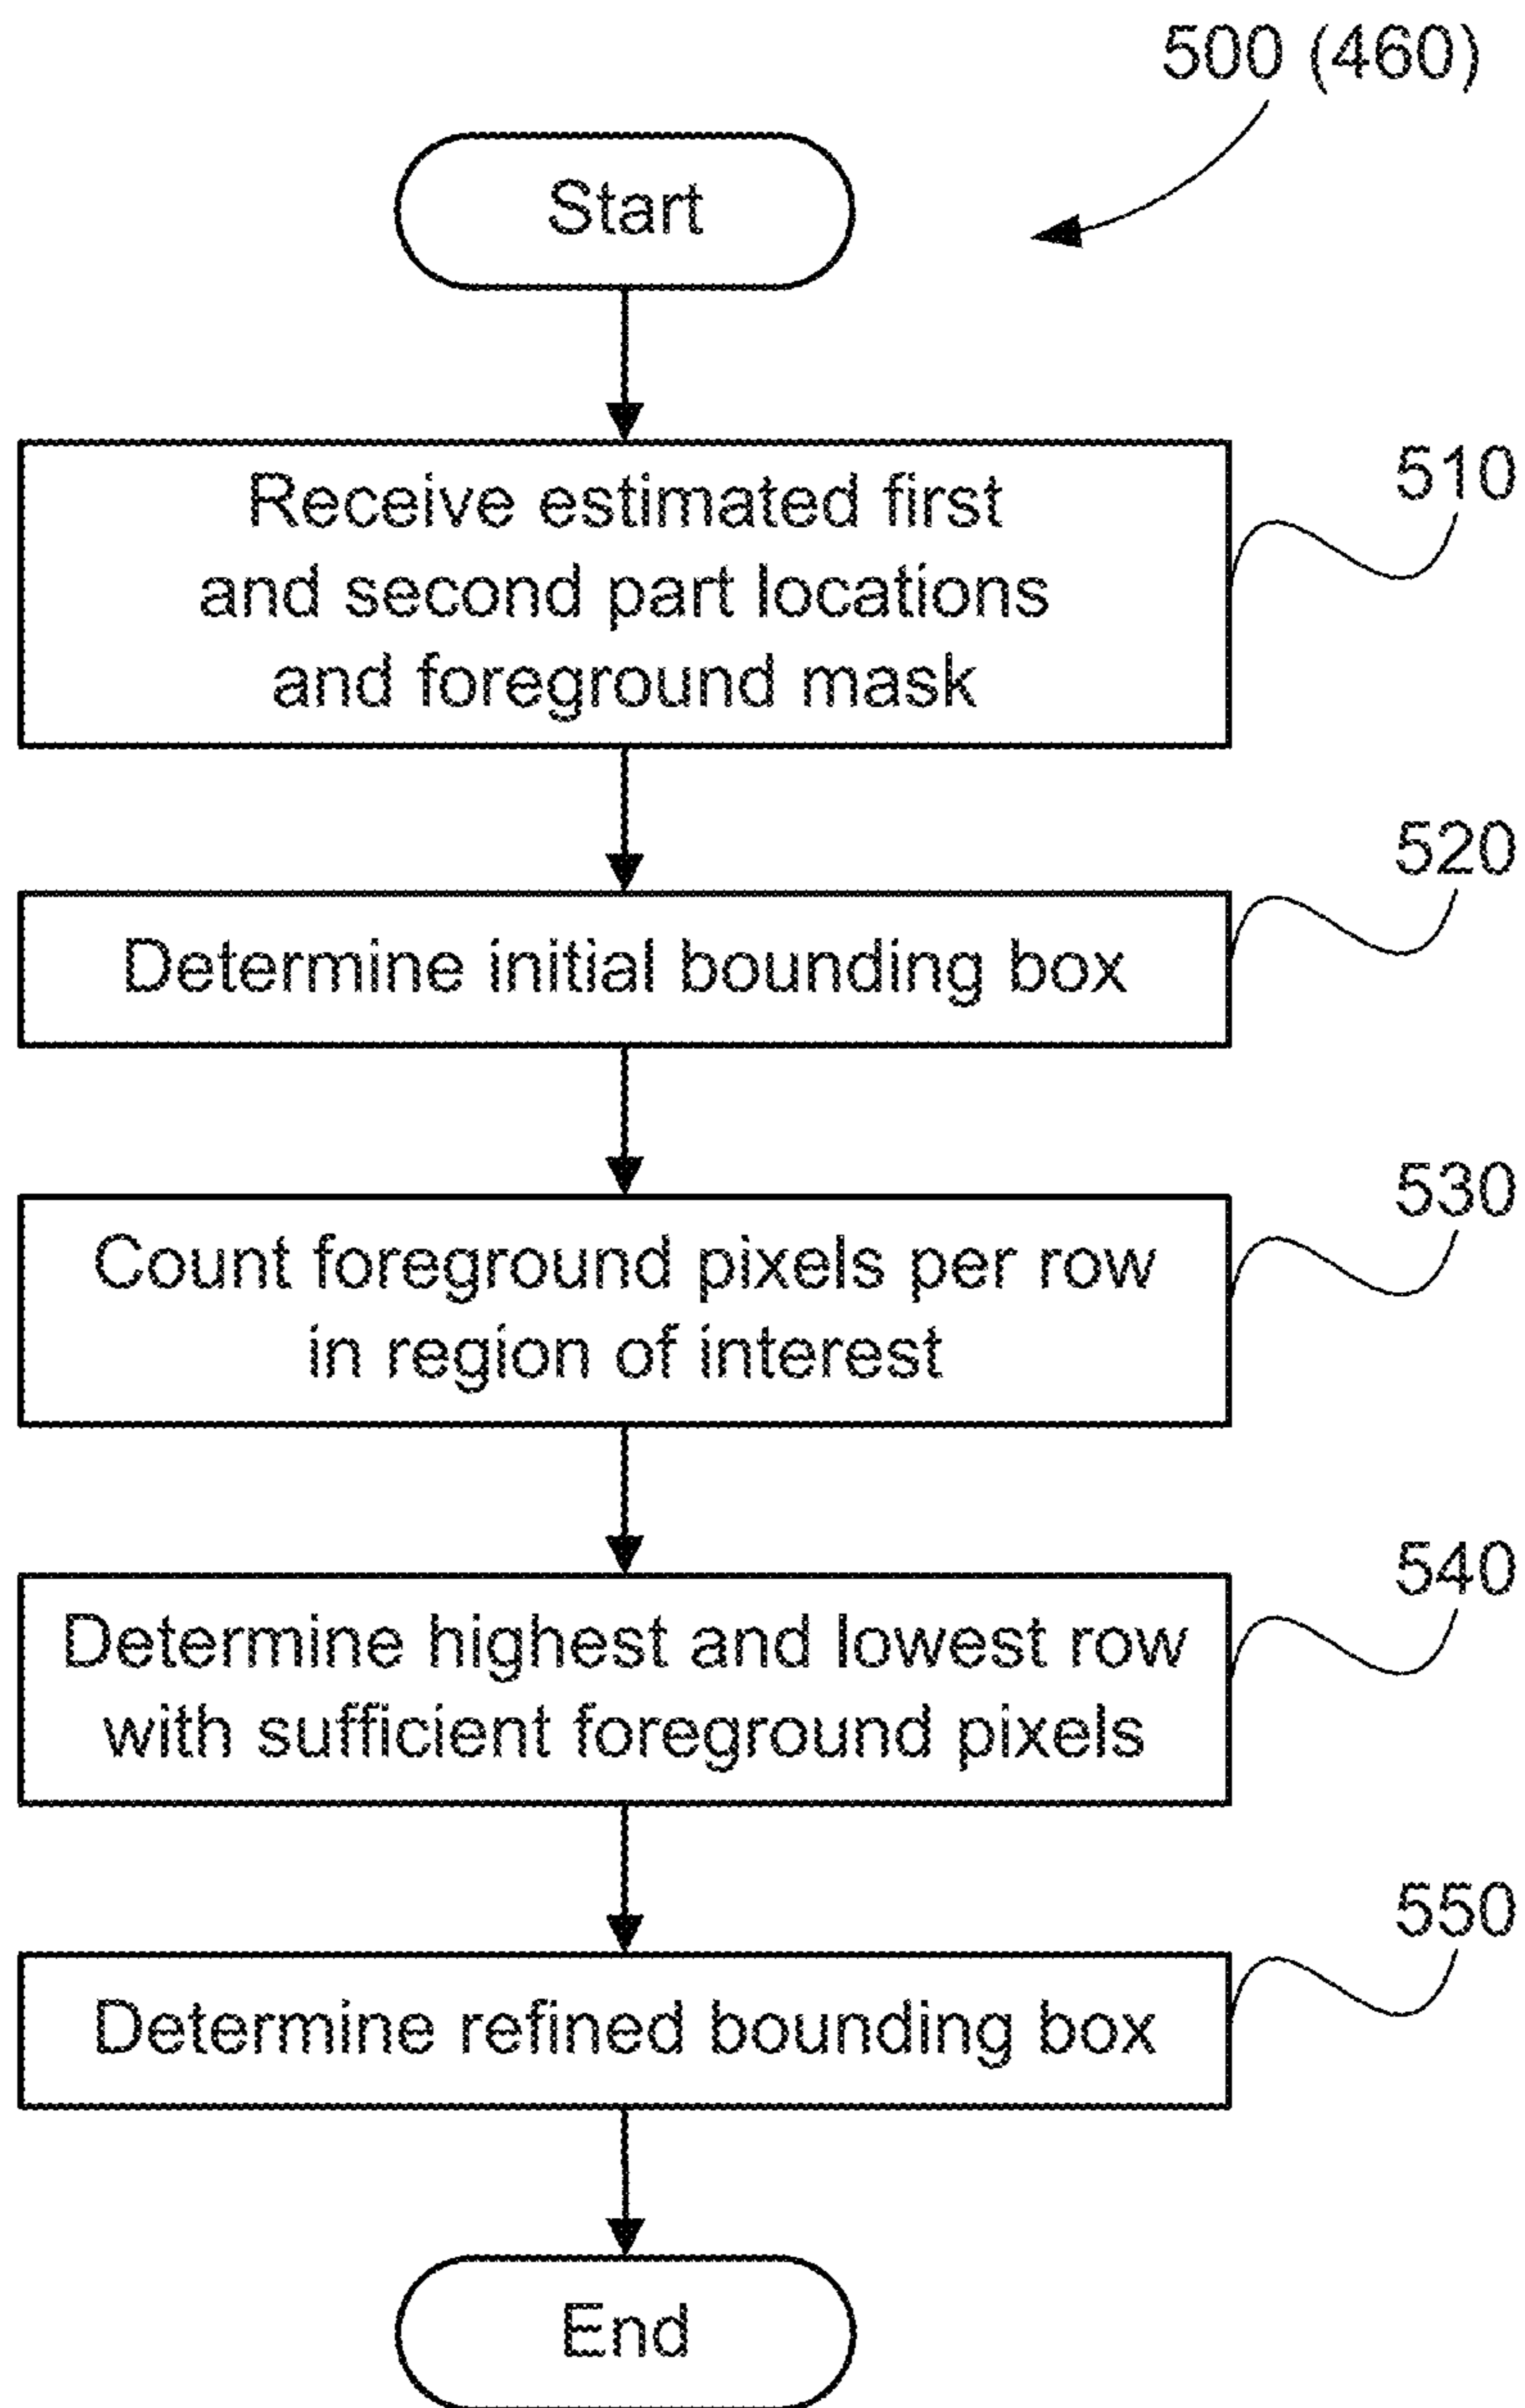 500 (460)
Start
Receive estimated first
and second part locations
and foreground mask
510
Determine initial bounding box
520
Count foreground pixels per row
in region of interest
530
Determine highest and lowest row
with sufficient foreground pixels
540
Determine refined bounding box
550
End